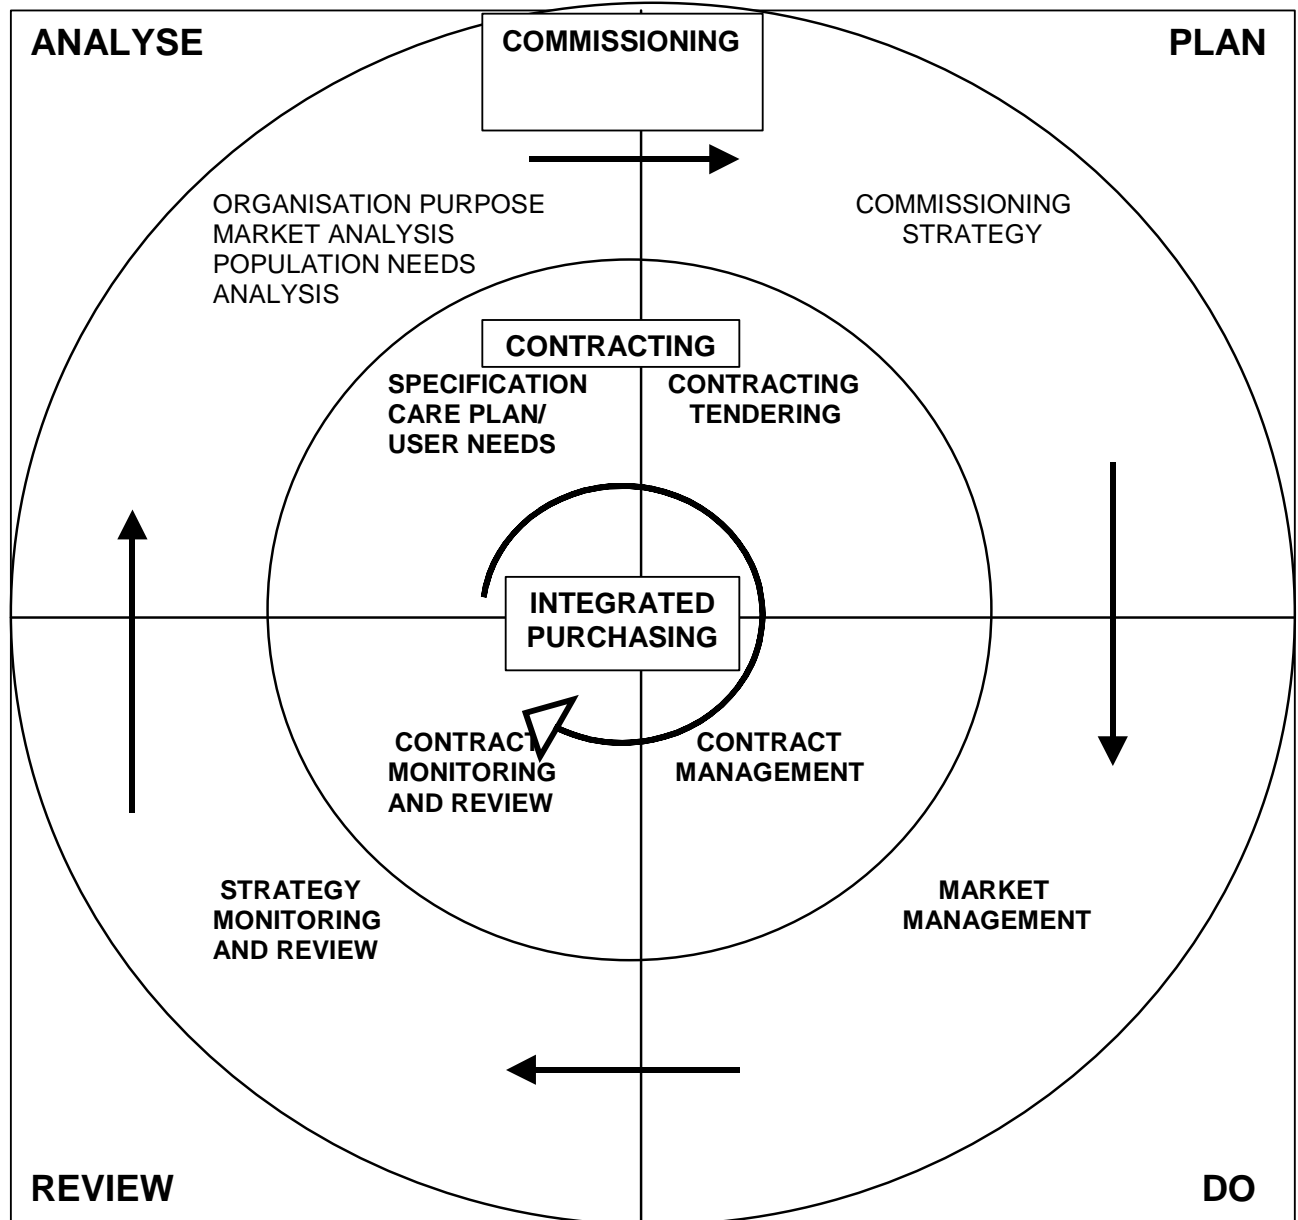 ANALYSE
COMMISSIONING
PLAN
ORGANISATION PURPOSE
MARKET ANALYSIS
POPULATION NEEDS
ANALYSIS
COMMISSIONING
STRATEGY
CONTRACTING
SPECIFICATION
CARE PLAN/
USER NEEDS
CONTRACTING
TENDERING
INTEGRATED
PURCHASING
CONTRACT
MONITORING
AND REVIEW
CONTRACT
MANAGEMENT
STRATEGY
MONITORING
AND REVIEW
MARKET
MANAGEMENT
REVIEW
DO